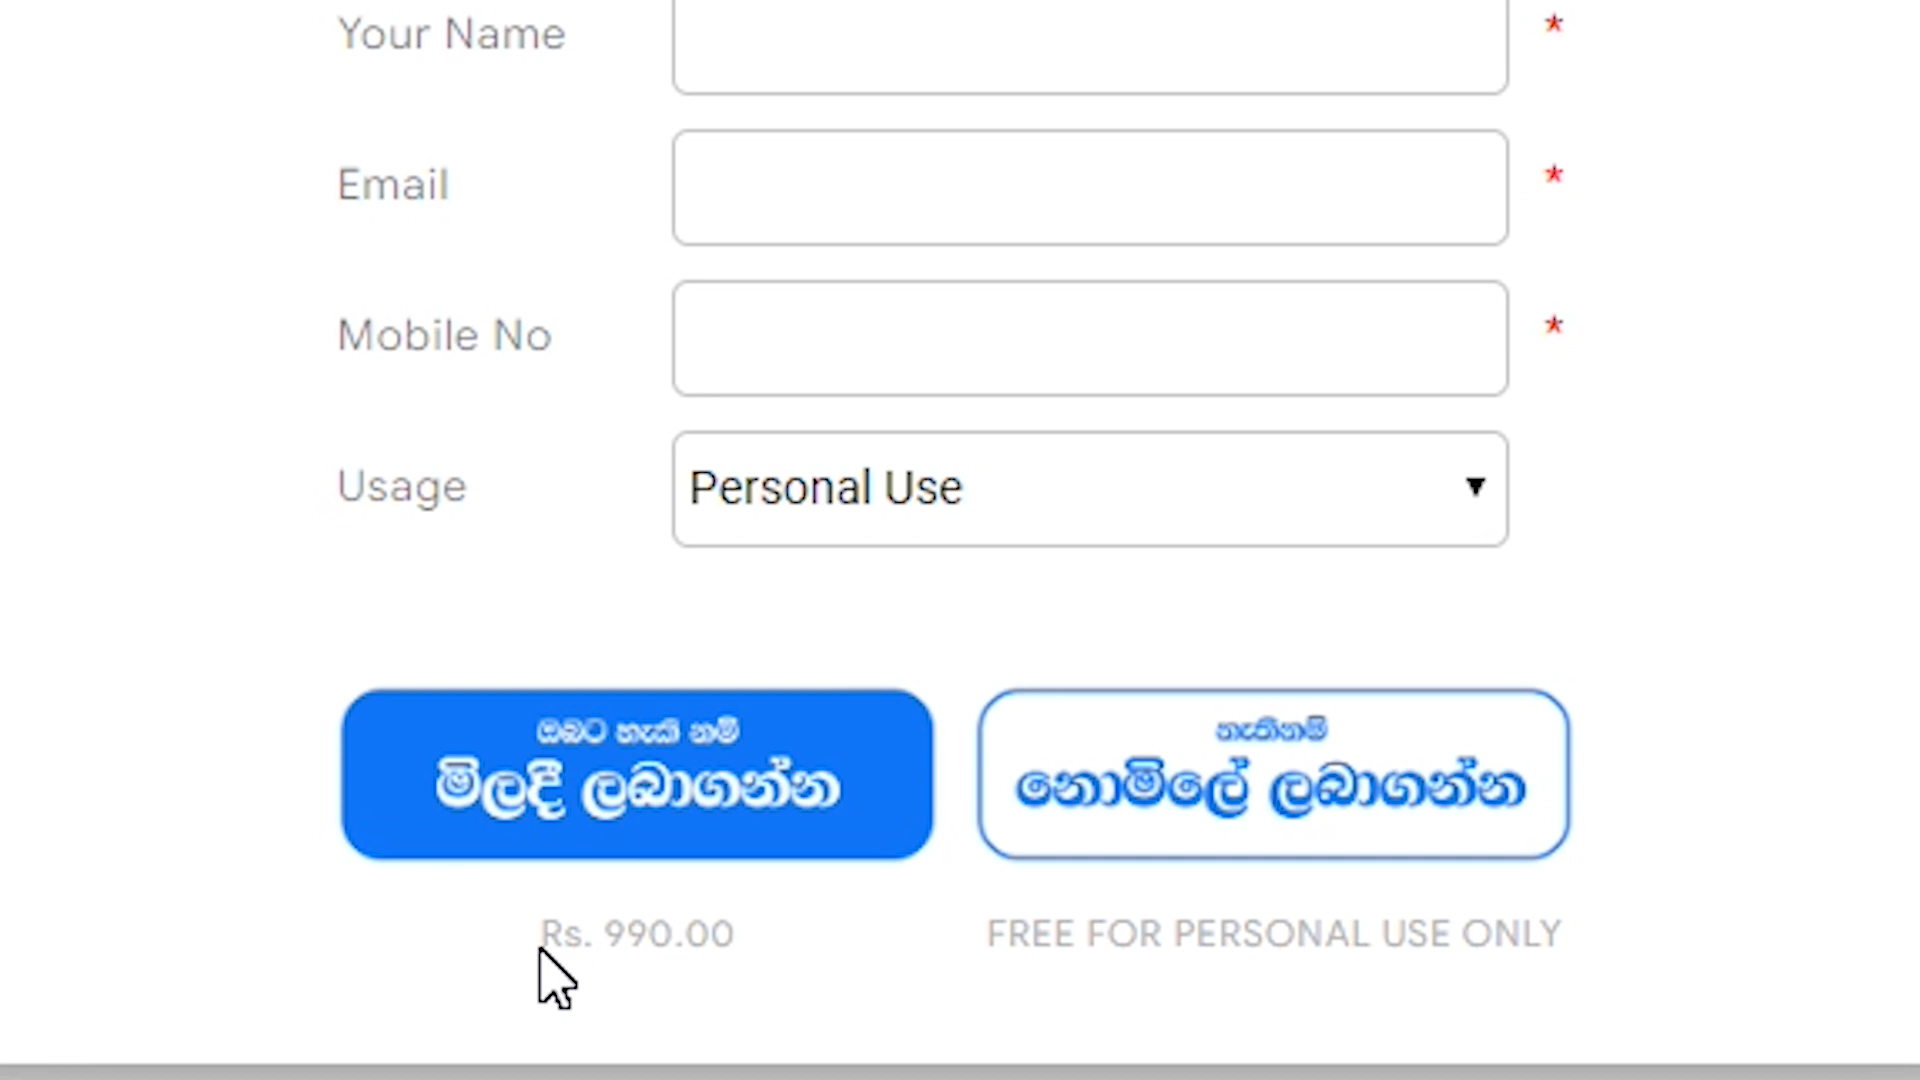 Your Name *
Email *
Mobile No *
Usage Personal Use
ඔබට හැකි නම්
මිලදී ලබාගන්න
නැතිනම්
නොමිලේ ලබාගන්න
Rs. 990.00
FREE FOR PERSONAL USE ONLY